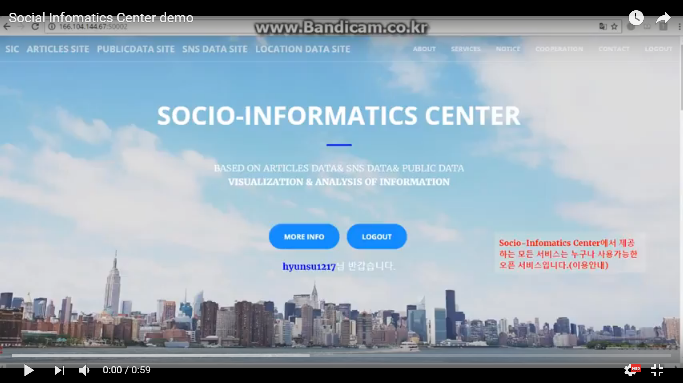 Social Infomatics Center demo
www.Bandicam.co.kr
166.104.144.67:30002
SIC ARTICLES SITE PUBLICDATA SITE SNS DATA SITE LOCATION DATA SITE ABOUT SERVICES NOTICE COOPERATION CONTACT LOGOUT
SOCIO-INFORMATICS CENTER
BASED ON ARTICLES DATA& SNS DATA& PUBLIC DATA
VISUALIZATION & ANALYSIS OF INFORMATION
MORE INFO LOGOUT
hyunsu1217님 반갑습니다.
Socio-Infomatics Center에서 제공
하는 모든 서비스는 누구나 사용가능한
오픈 서비스입니다.(이용안내)
0:00 / 0:59